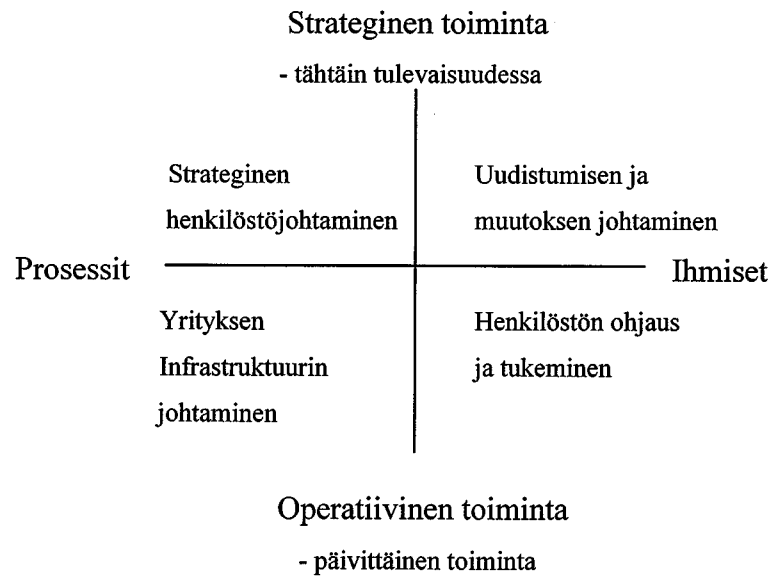 Strateginen toiminta
- tähtäin tulevaisuudessa
Strateginen
henkilöstöjohtaminen
Uudistumisen ja
muutoksen johtaminen
Prosessit
Ihmiset
Yrityksen
Infrastruktuurin
johtaminen
Henkilöstön ohjaus
ja tukeminen
Operatiivinen toiminta
- päivittäinen toiminta